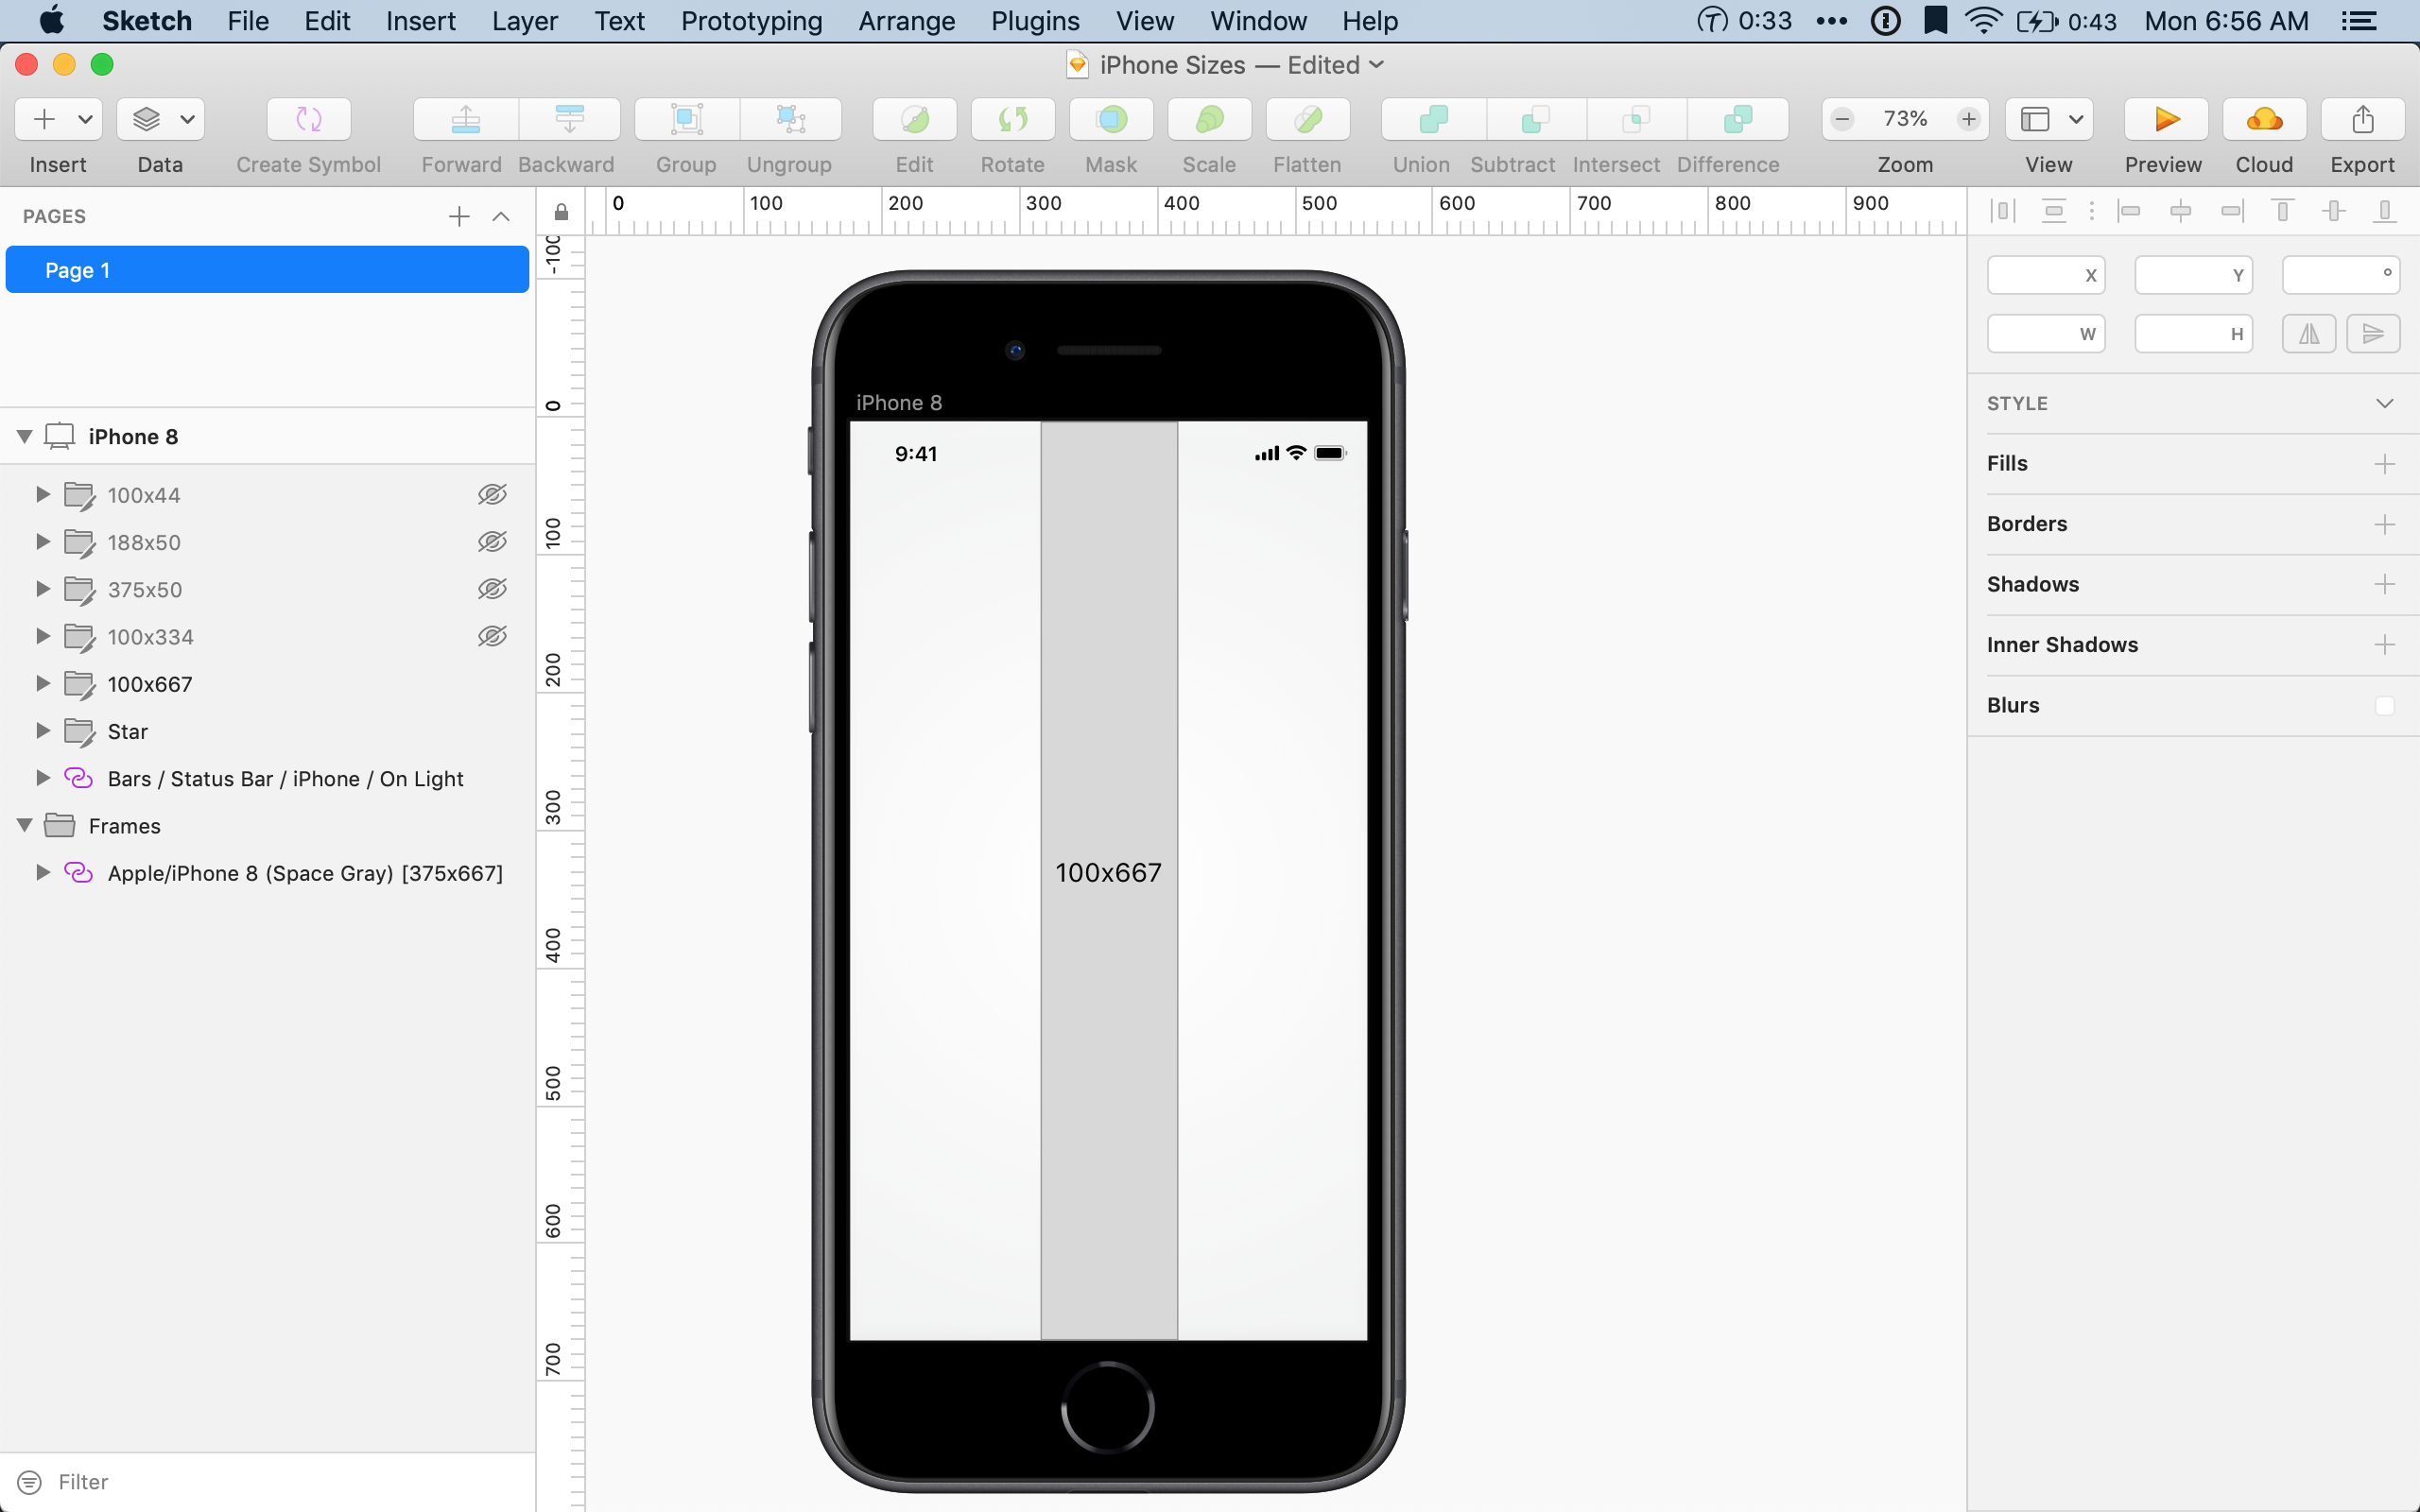 Sketch File Edit Insert Layer Text Prototyping Arrange Plugins View Window Help 0:33 0:43 Mon 6:56 AM
iPhone Sizes — Edited
73%
Insert Data Create Symbol Forward Backward Group Ungroup Edit Rotate Mask Scale Flatten Union Subtract Intersect Difference Zoom View Preview Cloud Export
PAGES
Page 1
iPhone 8
100x44
188x50
375x50
100x334
100x667
Star
Bars / Status Bar / iPhone / On Light
Frames
Apple/iPhone 8 (Space Gray) [375x667]
Filter
0 100 200 300 400 500 600 700 800 900
-100
0
100
200
300
400
500
600
700
iPhone 8
9:41
100x667
X Y °
W H
STYLE
Fills
Borders
Shadows
Inner Shadows
Blurs